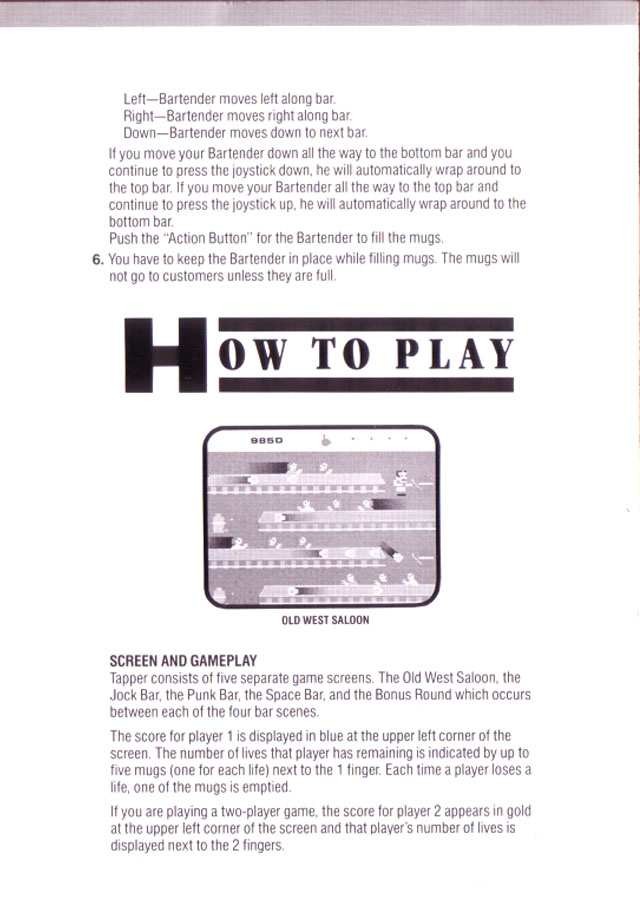 Left—Bartender moves left along bar.
Right—Bartender moves right along bar.
Down—Bartender moves down to next bar.
If you move your Bartender down all the way to the bottom bar and you
continue to press the joystick down, he will automatically wrap around to
the top bar. If you move your Bartender all the way to the top bar and
continue to press the joystick up, he will automatically wrap around to the
bottom bar.
Push the "Action Button" for the Bartender to fill the mugs.
6. You have to keep the Bartender in place while filling mugs. The mugs will
not go to customers unless they are full.
HOW TO PLAY
9850
OLD WEST SALOON
SCREEN AND GAMEPLAY
Tapper consists of five separate game screens. The Old West Saloon, the
Jock Bar, the Punk Bar, the Space Bar, and the Bonus Round which occurs
between each of the four bar scenes.
The score for player 1 is displayed in blue at the upper left corner of the
screen. The number of lives that player has remaining is indicated by up to
five mugs (one for each life) next to the 1 finger. Each time a player loses a
life, one of the mugs is emptied.
If you are playing a two-player game, the score for player 2 appears in gold
at the upper left corner of the screen and that player's number of lives is
displayed next to the 2 fingers.